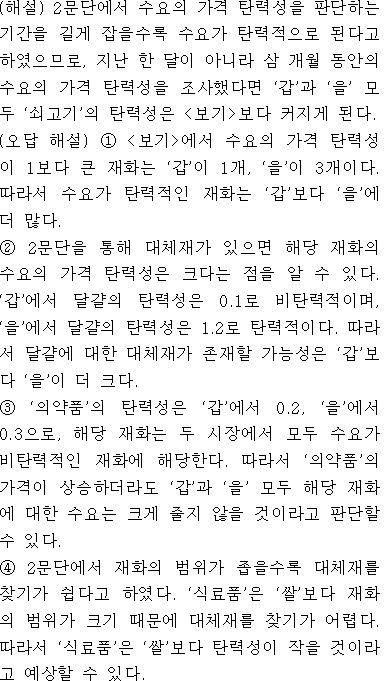 (해설) 2문단에서 수요의 가격 탄력성을 판단하는
기간을 길게 잡을수록 수요가 탄력적으로 된다고
하였으므로, 지난 한 달이 아니라 삼 개월 동안의
수요의 가격 탄력성을 조사했다면 ‘갑’과 ‘을’ 모
두 ‘쇠고기’의 탄력성은 <보기>보다 커지게 된다.
(오답 해설) ① <보기>에서 수요의 가격 탄력성
이 1보다 큰 재화는 ‘갑’이 1개, ‘을’이 3개이다.
따라서 수요가 탄력적인 재화는 ‘갑’보다 ‘을’에
더 많다.
② 2문단을 통해 대체재가 있으면 해당 재화의
수요의 가격 탄력성은 크다는 점을 알 수 있다.
‘갑’에서 달걀의 탄력성은 0.1로 비탄력적이며,
‘을’에서 달걀의 탄력성은 1.2로 탄력적이다. 따라
서 달걀에 대한 대체재가 존재할 가능성은 ‘갑’보
다 ‘을’이 더 크다.
③ ‘의약품’의 탄력성은 ‘갑’에서 0.2, ‘을’에서
0.3으로, 해당 재화는 두 시장에서 모두 수요가
비탄력적인 재화에 해당한다. 따라서 ‘의약품’의
가격이 상승하더라도 ‘갑’과 ‘을’ 모두 해당 재화
에 대한 수요는 크게 줄지 않을 것이라고 판단할
수 있다.
④ 2문단에서 재화의 범위가 좁을수록 대체재를
찾기가 쉽다고 하였다. ‘식료품’은 ‘쌀’보다 재화
의 범위가 크기 때문에 대체재를 찾기가 어렵다.
따라서 ‘식료품’은 ‘쌀’보다 탄력성이 작을 것이라
고 예상할 수 있다.